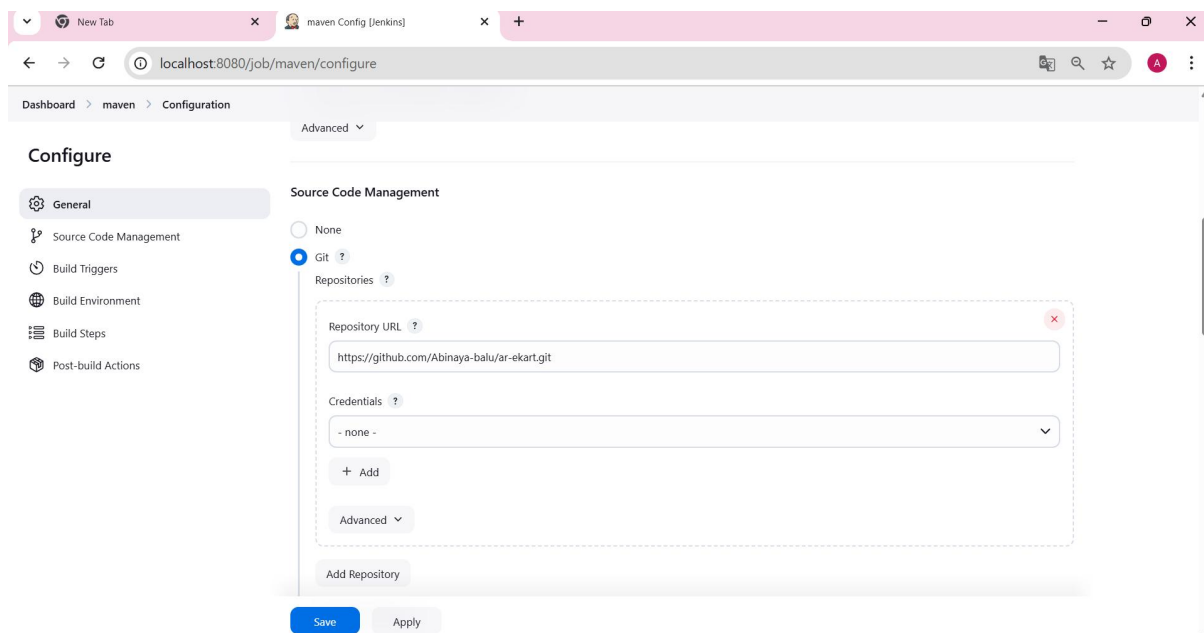 New Tab
maven Config [Jenkins]
localhost:8080/job/maven/configure
A
Dashboard > maven > Configuration
Advanced
Configure
General
Source Code Management
Build Triggers
Build Environment
Build Steps
Post-build Actions
Source Code Management
None
Git ?
Repositories ?
Repository URL ?
https://github.com/Abinaya-balu/ar-ekart.git
Credentials ?
- none -
+ Add
Advanced
Add Repository
Save Apply